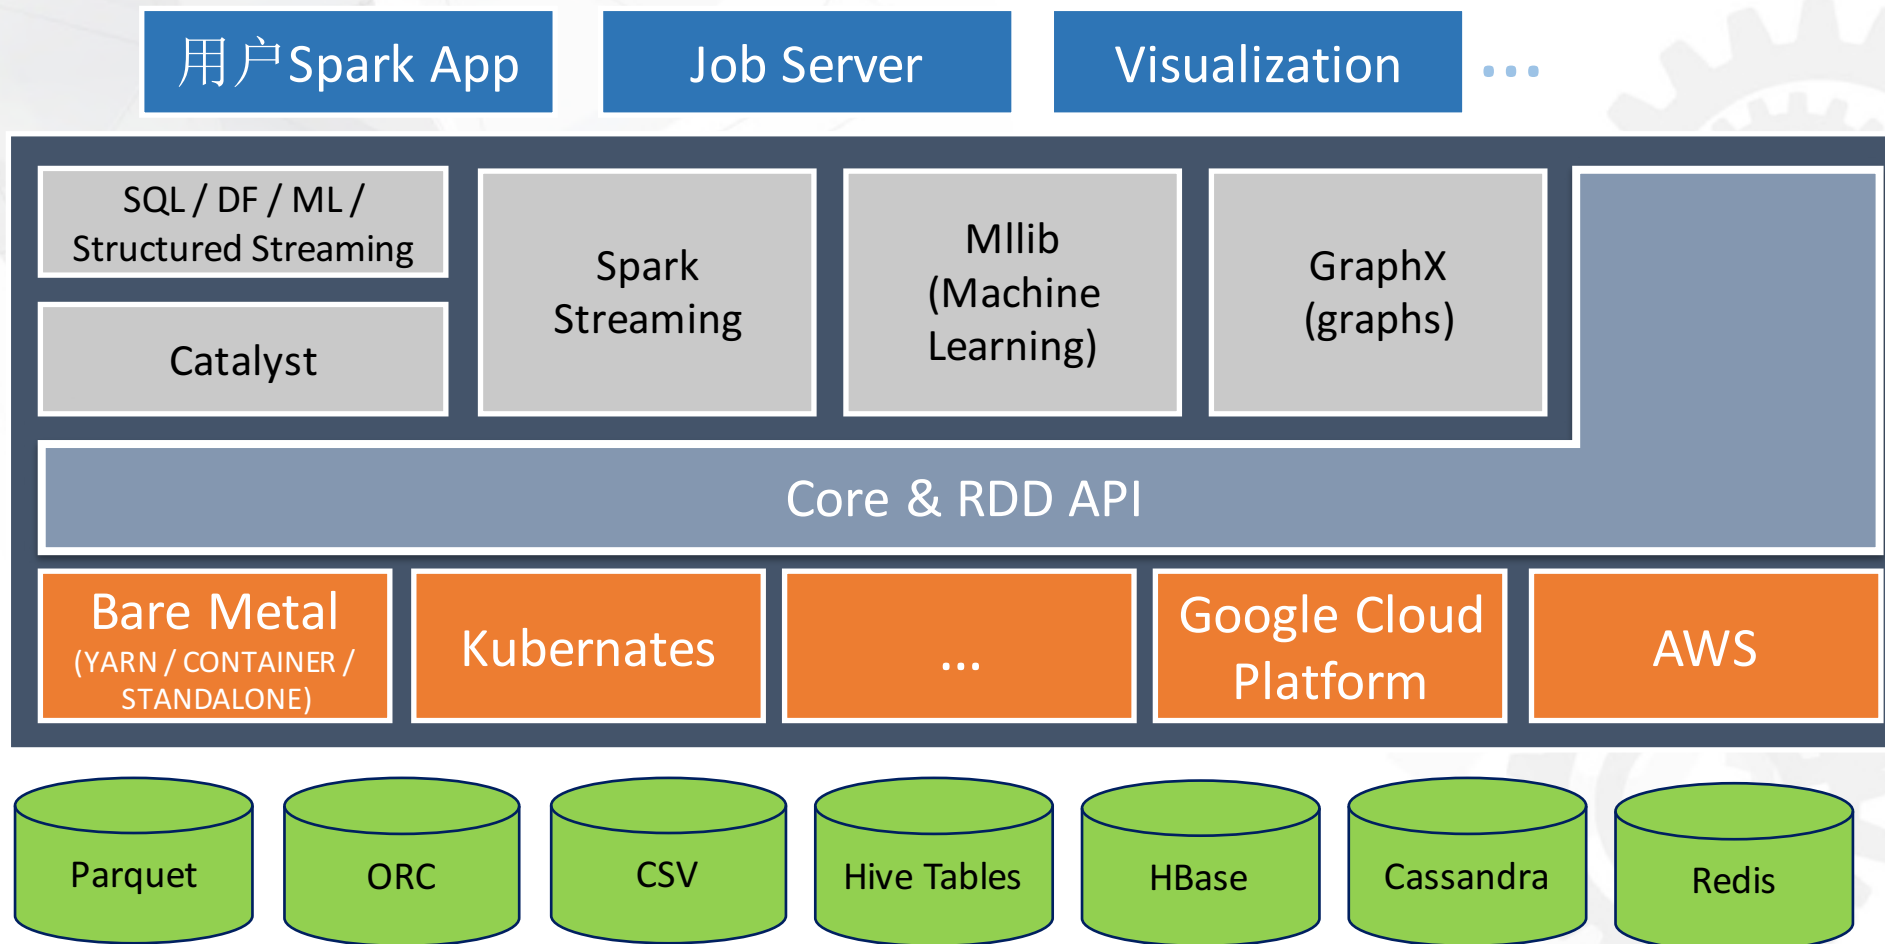 用户Spark App
Job Server
Visualization
...
SQL / DF / ML /
Structured Streaming
Catalyst
Spark
Streaming
Mllib
(Machine
Learning)
GraphX
(graphs)
Core & RDD API
Bare Metal
(YARN / CONTAINER /
STANDALONE)
Kubernates
...
Google Cloud
Platform
AWS
Parquet
ORC
CSV
Hive Tables
HBase
Cassandra
Redis